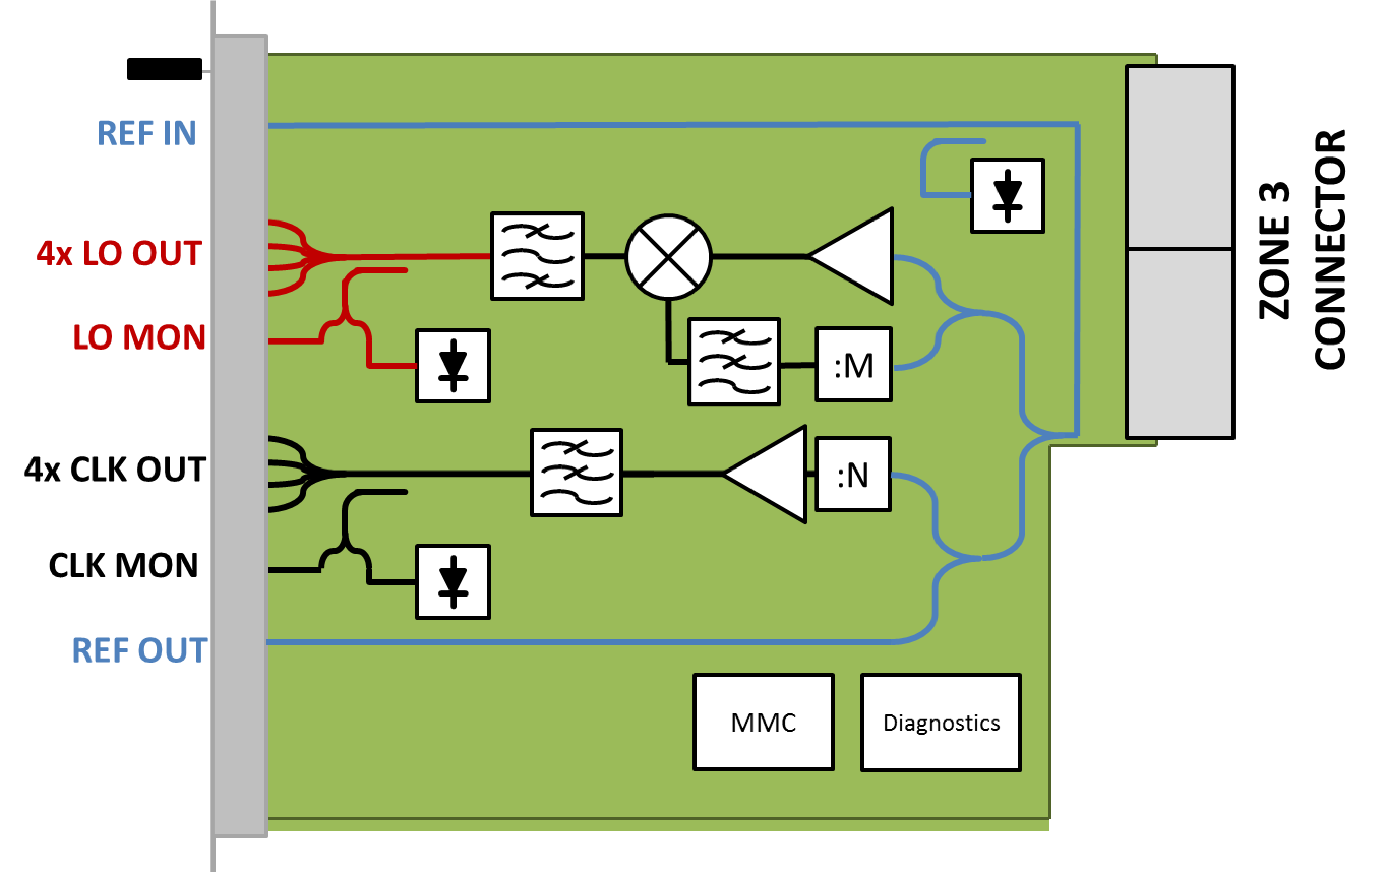 REF IN
4x LO OUT
LO MON
:M
4x CLK OUT
:N
CLK MON
REF OUT
MMC
Diagnostics
ZONE 3
CONNECTOR